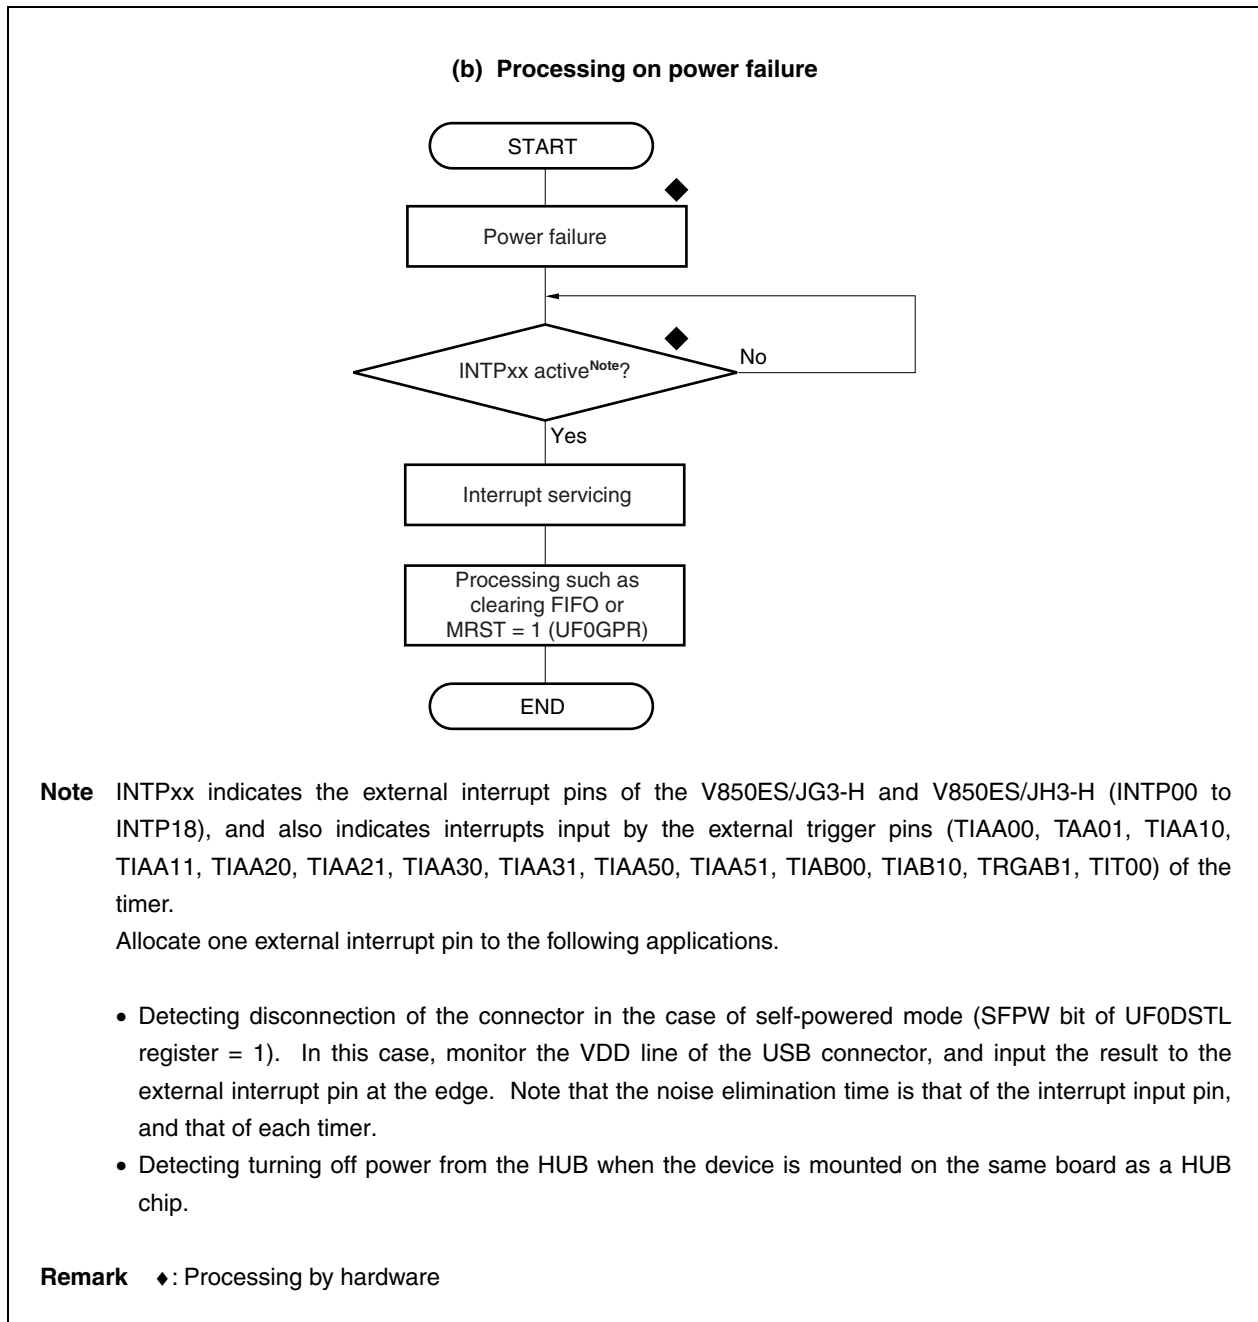 (b) Processing on power failure
START
Power failure
INTPxx active Note?
No
Yes
Interrupt servicing
Processing such as
clearing FIFO or
MRST = 1 (UF0GPR)
END
Note INTPxx indicates the external interrupt pins of the V850ES/JG3-H and V850ES/JH3-H (INTP00 to
INTP18), and also indicates interrupts input by the external trigger pins (TIAA00, TAA01, TIAA10,
TIAA11, TIAA20, TIAA21, TIAA30, TIAA31, TIAA50, TIAA51, TIAB00, TIAB10, TRGAB1, TIT00) of the
timer.
Allocate one external interrupt pin to the following applications.
• Detecting disconnection of the connector in the case of self-powered mode (SFPW bit of UF0DSTL
register = 1). In this case, monitor the VDD line of the USB connector, and input the result to the
external interrupt pin at the edge. Note that the noise elimination time is that of the interrupt input pin,
and that of each timer.
• Detecting turning off power from the HUB when the device is mounted on the same board as a HUB
chip.
Remark ♦: Processing by hardware